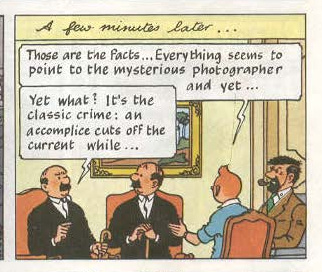 A few minutes later...
Those are the facts... Everything seems to
point to the mysterious photographer
and yet...
Yet what? It's the
classic crime: an
accomplice cuts off the
current while...